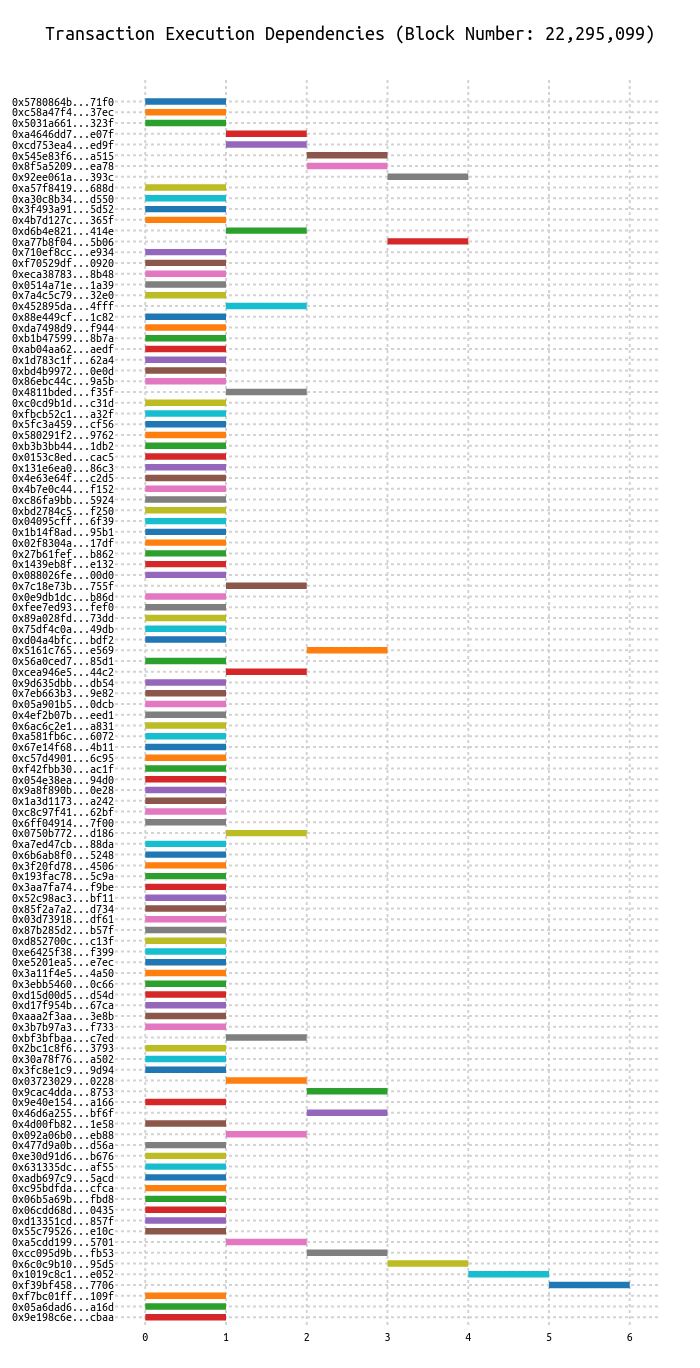 Transaction Execution Dependencies (Block Number: 22,295,099)
0x5780864b...71f0
0xc58a47f4...37ec
0x5031a661...323f
0xa4646dd7...e07f
0xcd753ea4...ed9f
0x545e83f6...a515
0x8f5a5209...ea78
0x92ee061a...393c
0xa57f8419...688d
0xa30c8b34...d550
0x3f493a91...5d52
0x4b7d127c...365f
0xd6b4e821...414e
0xa77b8f04...5b06
0x710ef8cc...e934
0xf70529df...0920
0xeca38783...8b48
0x0514a71e...1a39
0x7a4c5c79...32e0
0x452895da...4fff
0x88e449cf...1c82
0xda7498d9...f944
0xb1b47599...8b7a
0xab04aa62...aedf
0x1d783c1f...62a4
0xbd4b9972...0e0d
0x86ebc44c...9a5b
0x4811bded...f35f
0xc0cd9b1d...c31d
0xfbcb52c1...a32f
0x5fc3a459...cf56
0x580291f2...9762
0xb3b3bb44...1db2
0x0153c8ed...cac5
0x131e6ea0...86c3
0x4e63e64f...c2d5
0x4b7e0c44...f152
0xc86fa9bb...5924
0xbd2784c5...f250
0x04095cff...6f39
0x1b14f8ad...95b1
0x02f8304a...17df
0x27b61fef...b862
0x1439eb8f...e132
0x088026fe...00d0
0x7c18e73b...755f
0x0e9db1dc...b86d
0xfee7ed93...fef0
0x89a028fd...73dd
0x75df4c0a...49db
0xd04a4bfc...bdf2
0x5161c765...e569
0x56a0ced7...85d1
0xcea946e5...44c2
0x9d635dbb...db54
0x7eb663b3...9e82
0x05a901b5...0dcb
0x4ef2b07b...eed1
0x6ac6c2e1...a831
0xa581fb6c...6072
0x67e14f68...4b11
0xc57d4901...6c95
0xf42fbb30...ac1f
0x054e38ea...94d0
0x9a8f890b...0e28
0x1a3d1173...a242
0xc8c97f41...62bf
0x6ff04914...7f00
0x0750b772...d186
0xa7ed47cb...88da
0x6b6ab8f0...5248
0x3f20fd78...4506
0x193fac78...5c9a
0x3aa7fa74...f9be
0x52c98ac3...bf11
0x85f2a7a2...d734
0x03d73918...df61
0x87b285d2...b57f
0xd852700c...c13f
0xe6425f38...f399
0xe5201ea5...e7ec
0x3a11f4e5...4a50
0x3ebb5460...0c66
0xd15d00d5...d54d
0xd17f954b...67ca
0xaaa2f3aa...3e8b
0x3b7b97a3...f733
0xbf3bfbaa...c7ed
0x2bc1c8f6...3793
0x30a78f76...a502
0x3fc8e1c9...9d94
0x03723029...0228
0x9cac4dda...8753
0x9e40e154...a166
0x46d6a255...bf6f
0x4d00fb82...1e58
0x092a06b0...eb88
0x477d9a0b...d56a
0xe30d91d6...b676
0x631335dc...af55
0xadb697c9...5acd
0xc95bdfda...cfca
0x06b5a69b...fbd8
0x06cdd68d...0435
0xd13351cd...857f
0x55c79526...e10c
0xa5cdd199...5701
0xcc095d9b...fb53
0x6c0c9b10...95d5
0x1019c8c1...e052
0xf39bf458...7706
0xf7bc01ff...109f
0x05a6dad6...a16d
0x9e198c6e...cbaa
0 1 2 3 4 5 6